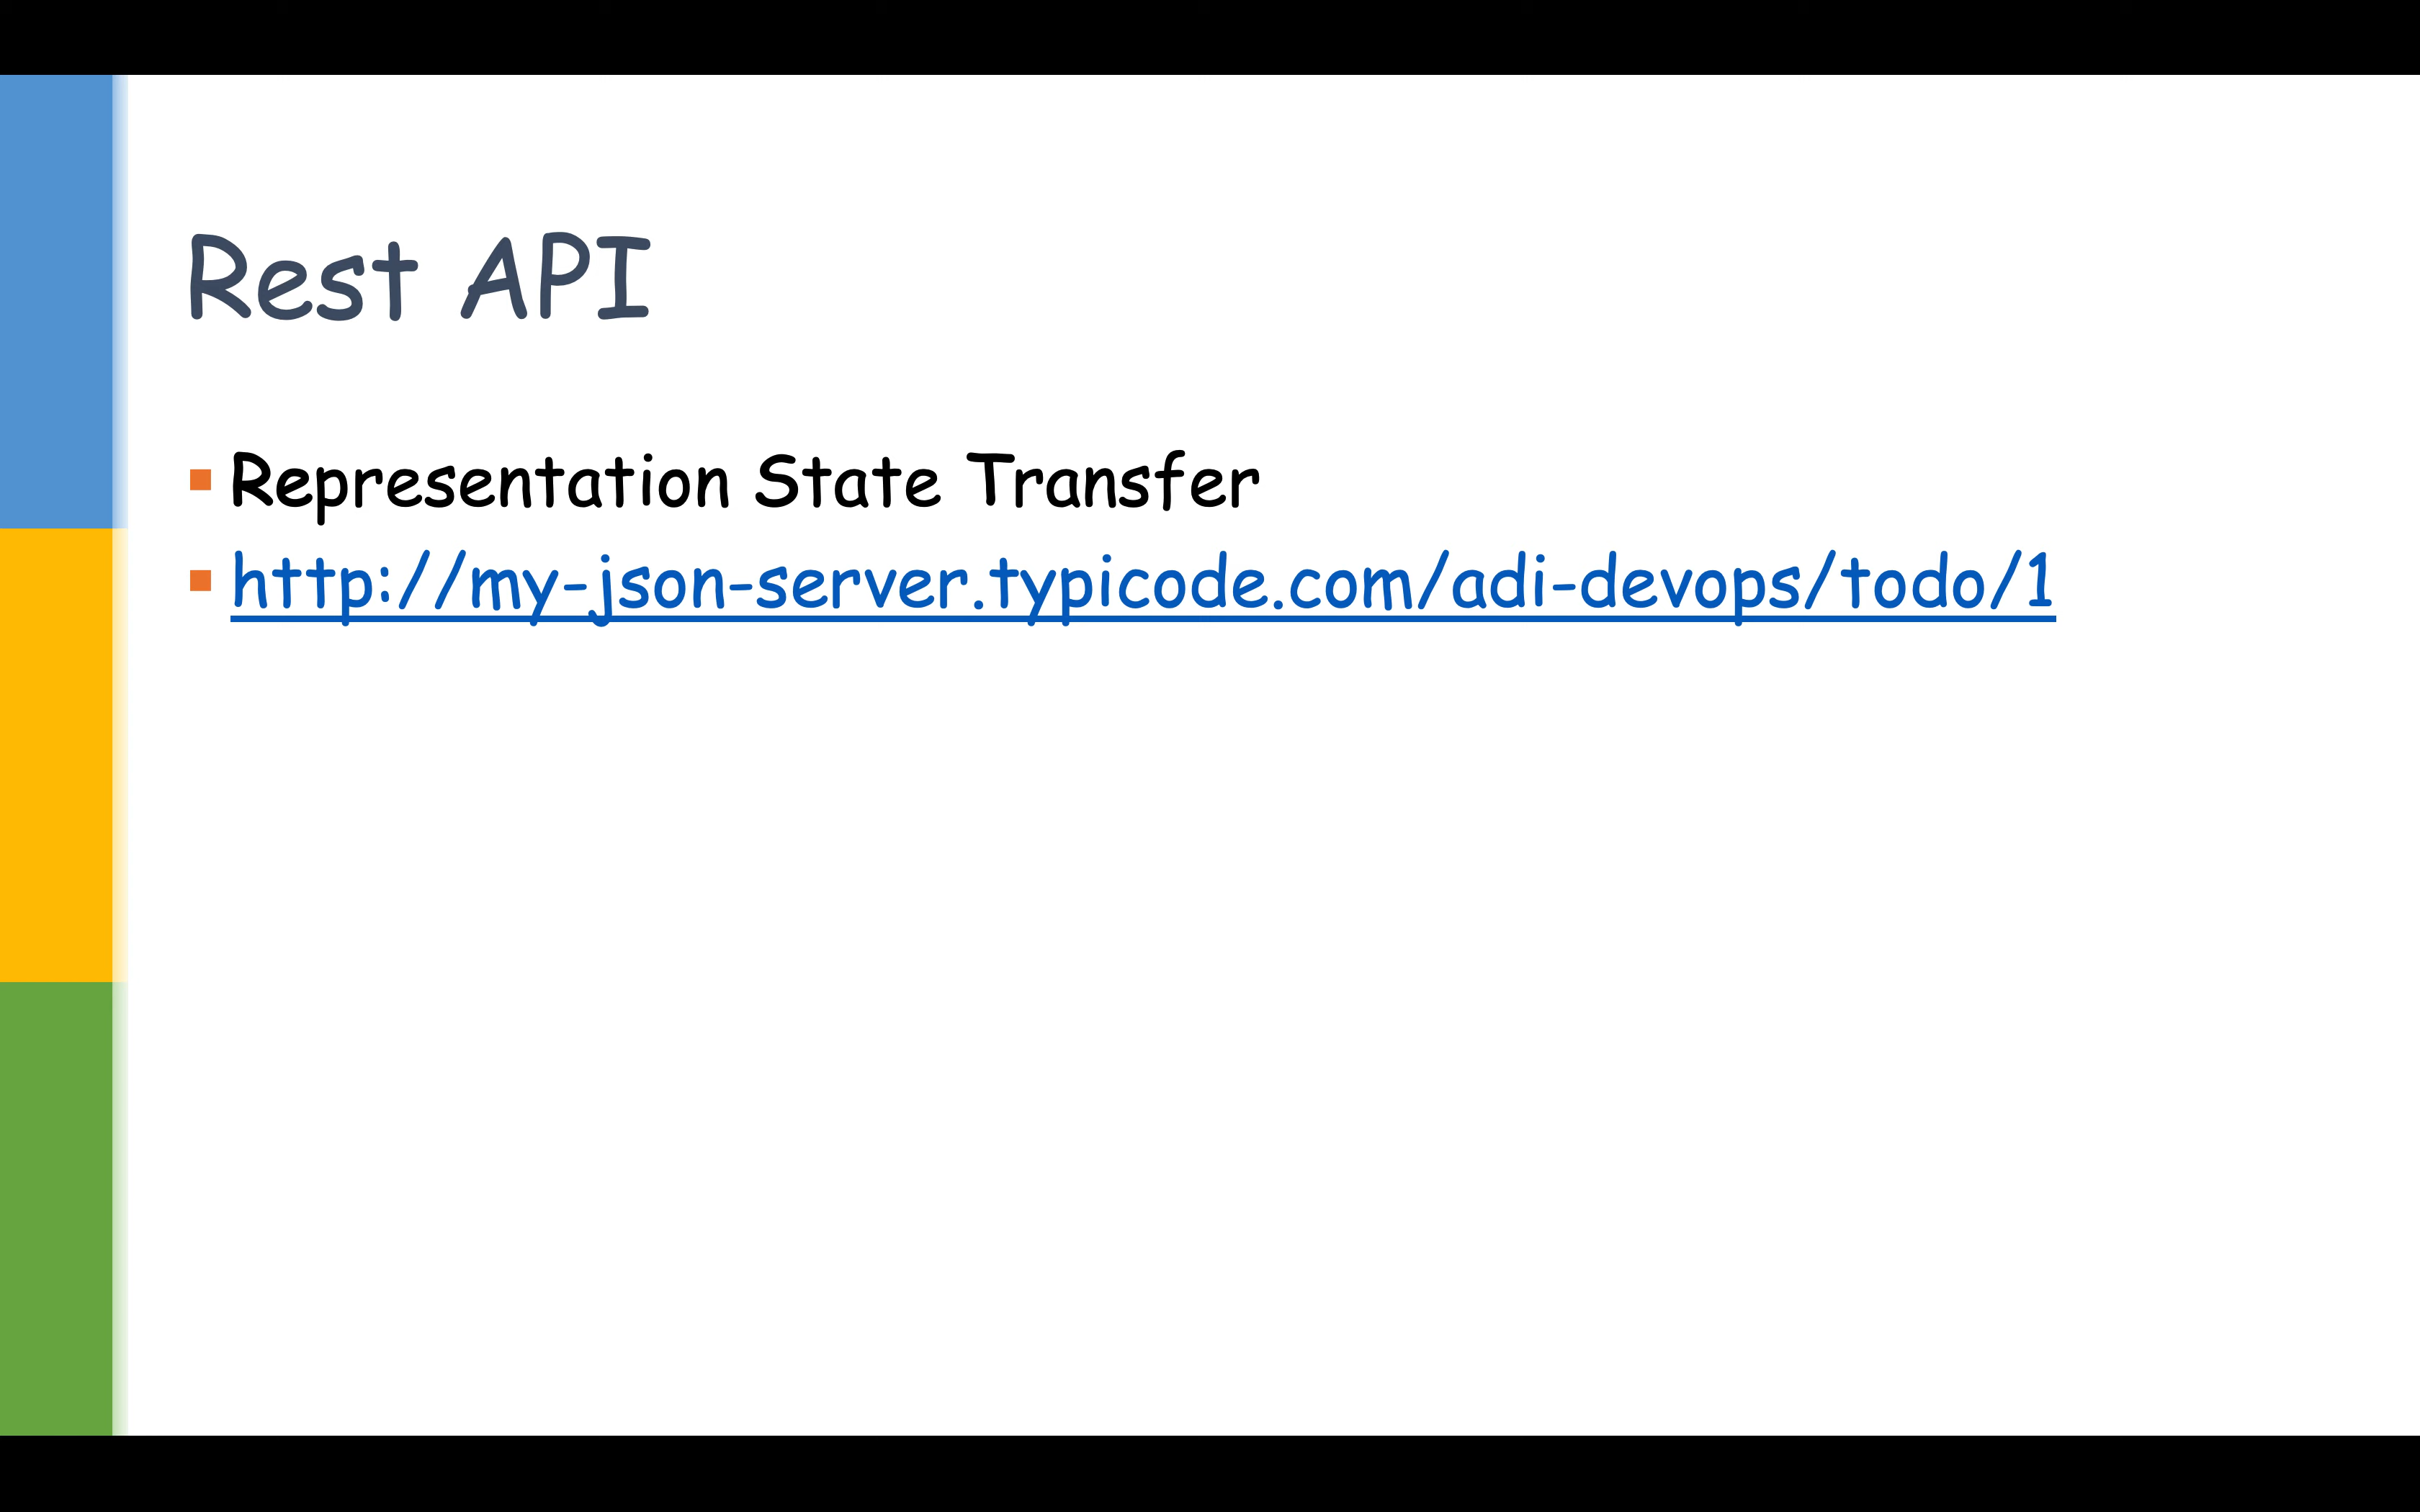 Rest API
Representation State Transfer
http://my-json-server.typicode.com/adi-devops/todo/1